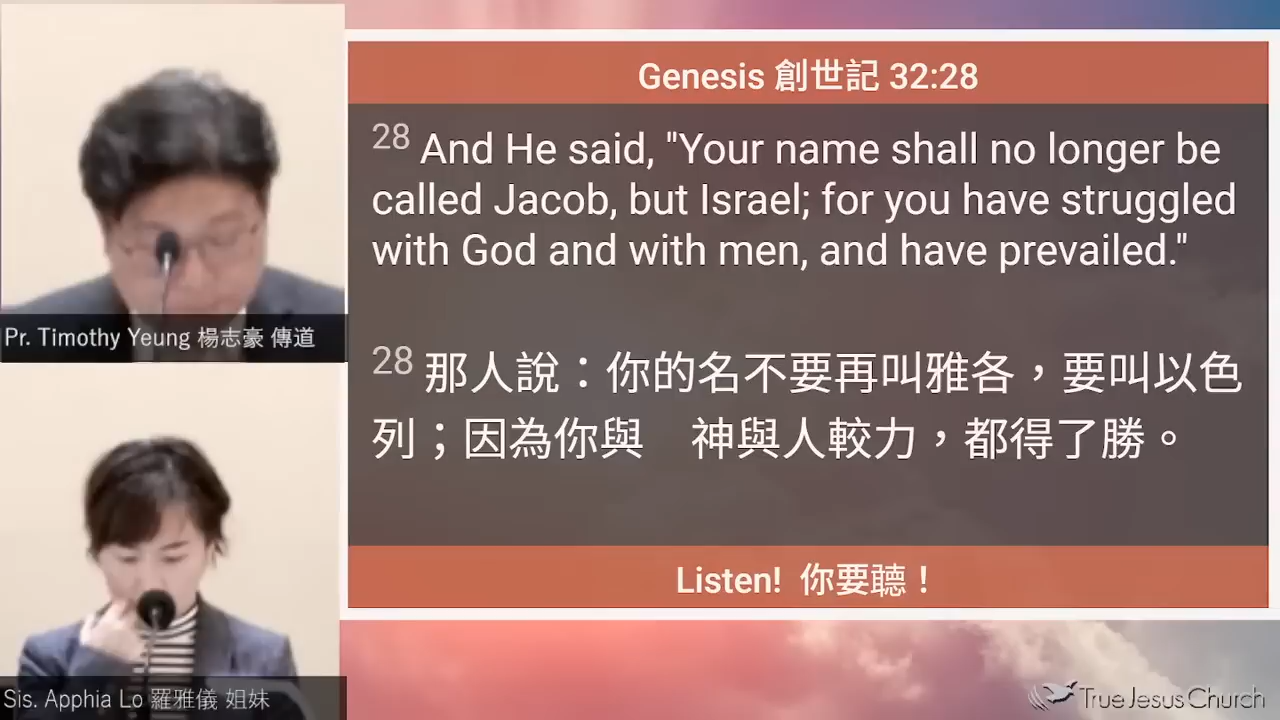 Genesis 創世記 32:28
28 And He said, "Your name shall no longer be
called Jacob, but Israel; for you have struggled
with God and with men, and have prevailed."
28 那人說：你的名不要再叫雅各，要叫以色
列；因為你與　神與人較力，都得了勝。
Listen! 你要聽！
Pr. Timothy Yeung 楊志豪 傳道
Sis. Apphia Lo 羅雅儀 姐妹
True Jesus Church